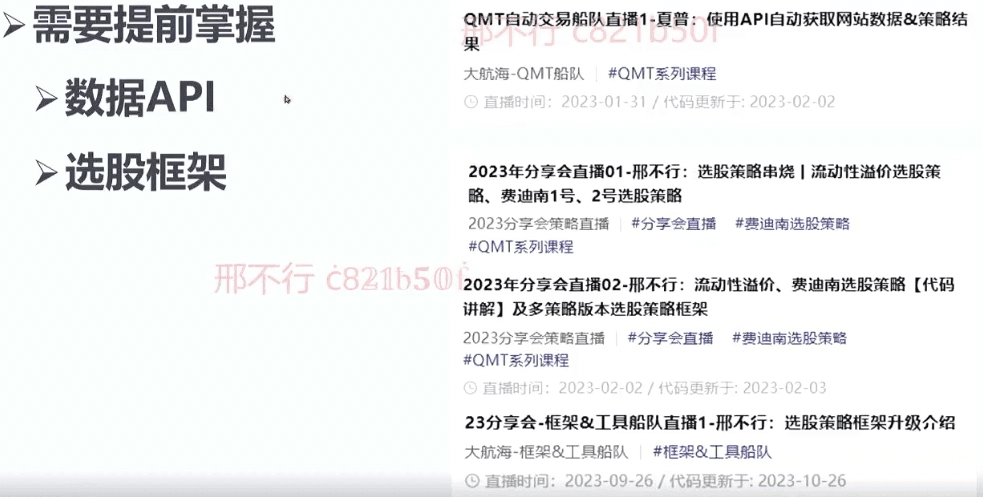 需要提前掌握
数据API
选股框架
QMT自动交易船队直播1-夏普：使用API自动获取网站数据&策略结
果
大航海-QMT船队 #QMT系列课程
直播时间：2023-01-31 / 代码更新于: 2023-02-02
2023年分享会直播01-邢不行：选股策略串烧 | 流动性溢价选股策
略、费迪南1号、2号选股策略
2023分享会策略直播 #分享会直播 #费迪南选股策略
#QMT系列课程
2023年分享会直播02-邢不行：流动性溢价、费迪南选股策略【代码
讲解】及多策略版本选股策略框架
2023分享会策略直播 #分享会直播 #费迪南选股策略
#QMT系列课程
直播时间：2023-02-02 / 代码更新于: 2023-02-03
23分享会-框架&工具船队直播1-邢不行：选股策略框架升级介绍
大航海-框架&工具船队 #框架&工具船队
直播时间：2023-09-26 / 代码更新于: 2023-10-26
邢不行 c821b50f
邢不行 c821b50f